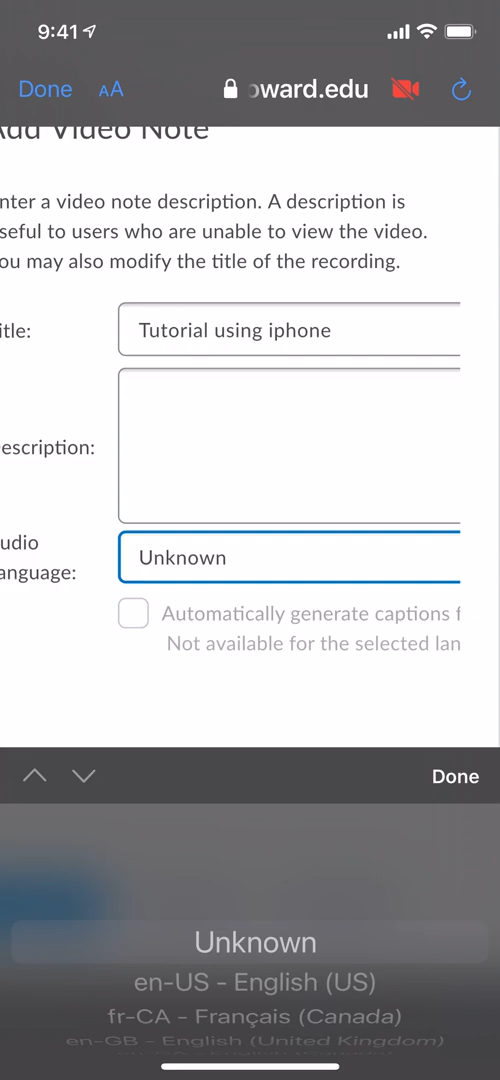 9:41
Done AA oward.edu
Add Video Note
nter a video note description. A description is
seful to users who are unable to view the video.
ou may also modify the title of the recording.
itle: Tutorial using iphone
escription:
udio
anguage: Unknown
Automatically generate captions f
Not available for the selected lan
Done
Unknown
en-US - English (US)
fr-CA - Français (Canada)
en-GB - English (United Kingdom)